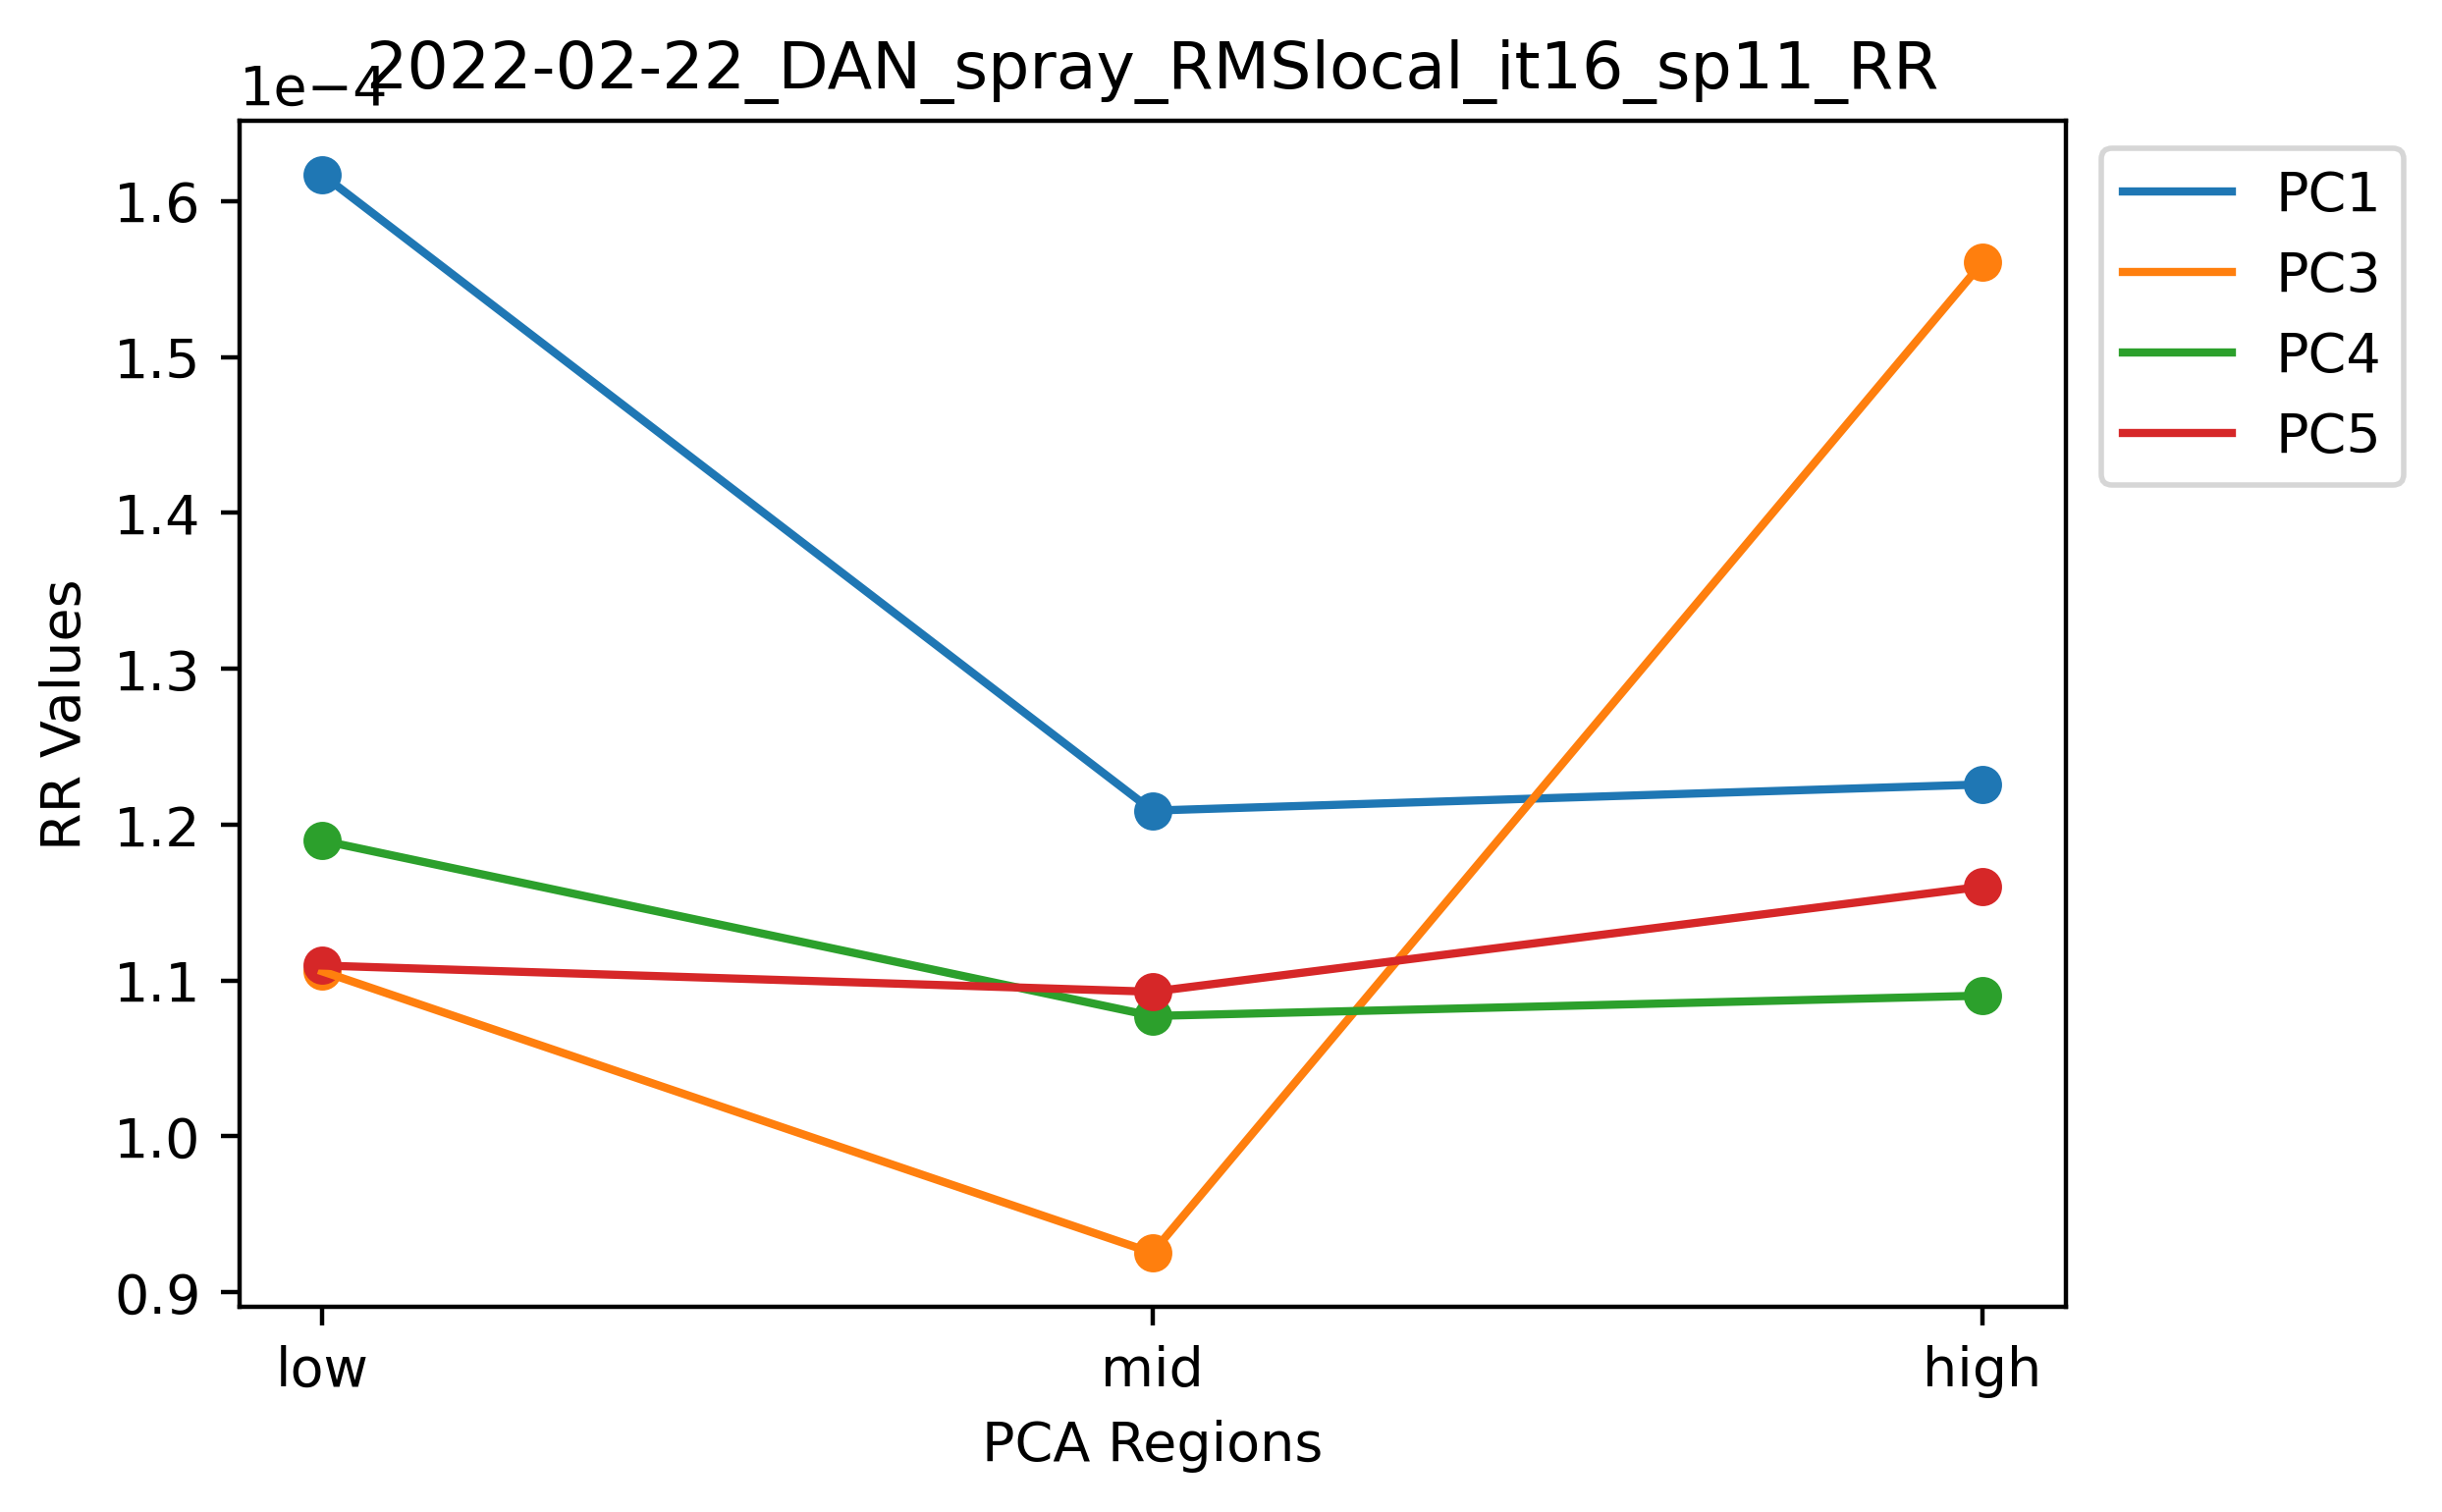 2022-02-22_DAN_spray_RMSlocal_it16_sp11_RR
1e−4
1.6
1.5
1.4
1.3
1.2
1.1
1.0
0.9
RR Values
low
mid
high
PCA Regions
PC1
PC3
PC4
PC5